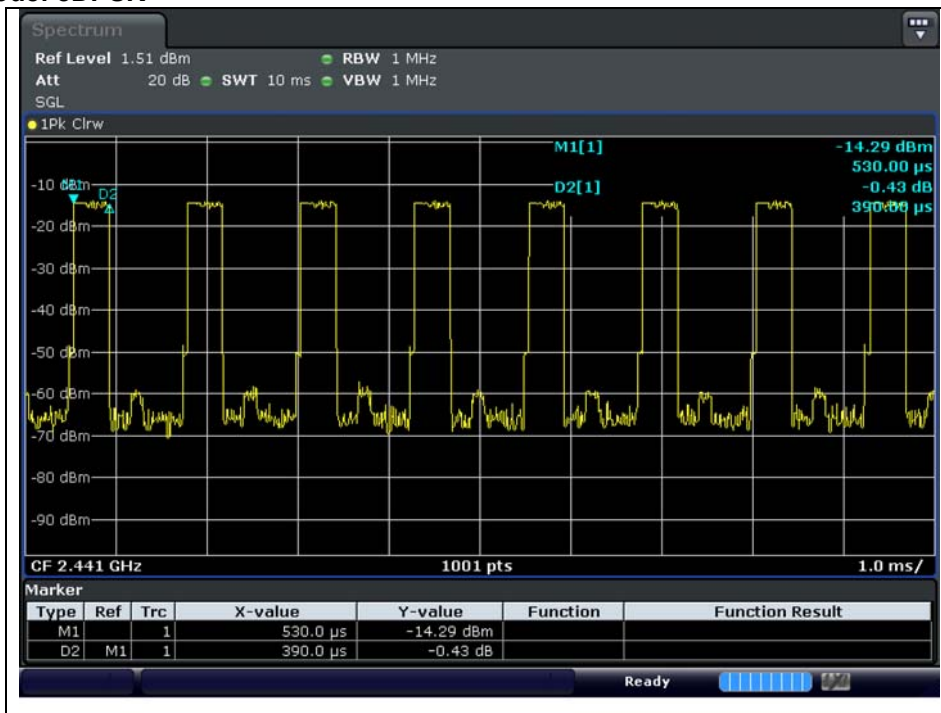 Spectrum
Ref Level 1.51 dBm RBW 1 MHz
Att 20 dB SWT 10 ms VBW 1 MHz
SGL
1Pk Clrw
M1[1] -14.29 dBm
530.00 µs
D2[1] -0.43 dB
390.00 µs
-10 dBm
D2
-20 dBm
-30 dBm
-40 dBm
-50 dBm
-60 dBm
-70 dBm
-80 dBm
-90 dBm
CF 2.441 GHz 1001 pts 1.0 ms/
Marker
Type Ref Trc X-value Y-value Function Function Result
M1 1 530.0 µs -14.29 dBm
D2 M1 1 390.0 µs -0.43 dB
Ready